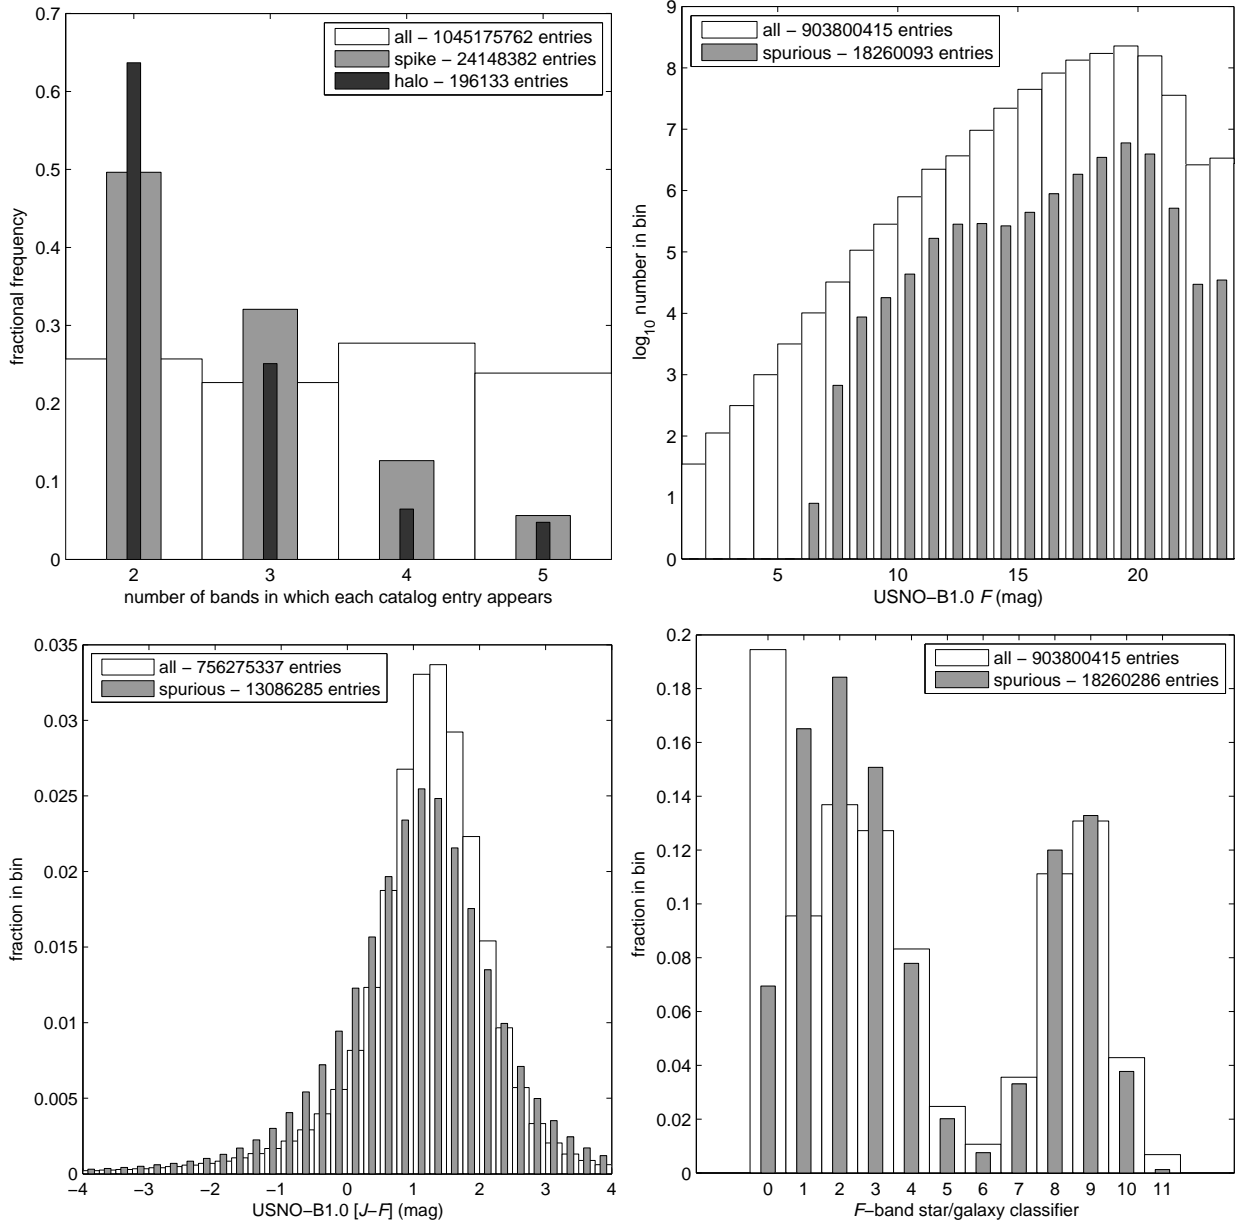 0.7
0.6
0.5
0.4
0.3
0.2
0.1
0
fractional frequency
all − 1045175762 entries
spike − 24148382 entries
halo − 196133 entries
2 3 4 5
number of bands in which each catalog entry appears
9
8
7
6
5
4
3
2
1
0
log10 number in bin
all − 903800415 entries
spurious − 18260093 entries
5 10 15 20
USNO−B1.0 F (mag)
0.035
0.03
0.025
0.02
0.015
0.01
0.005
0
fraction in bin
all − 756275337 entries
spurious − 13086285 entries
−4 −3 −2 −1 0 1 2 3 4
USNO−B1.0 [J−F] (mag)
0.2
0.18
0.16
0.14
0.12
0.1
0.08
0.06
0.04
0.02
0
fraction in bin
all − 903800415 entries
spurious − 18260286 entries
0 1 2 3 4 5 6 7 8 9 10 11
F−band star/galaxy classifier